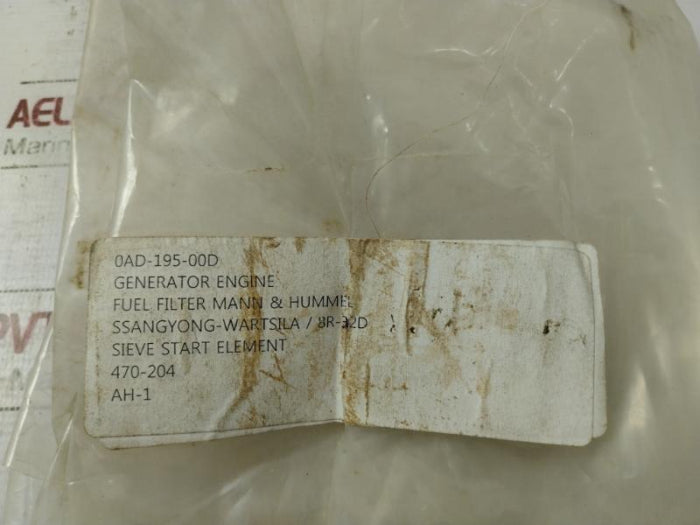 AEL
0AD-195-00D
GENERATOR ENGINE
FUEL FILTER MANN & HUMMEL
SSANGYONG-WARTSILA / 8R-32D
SIEVE START ELEMENT
470-204
AH-1
PVT